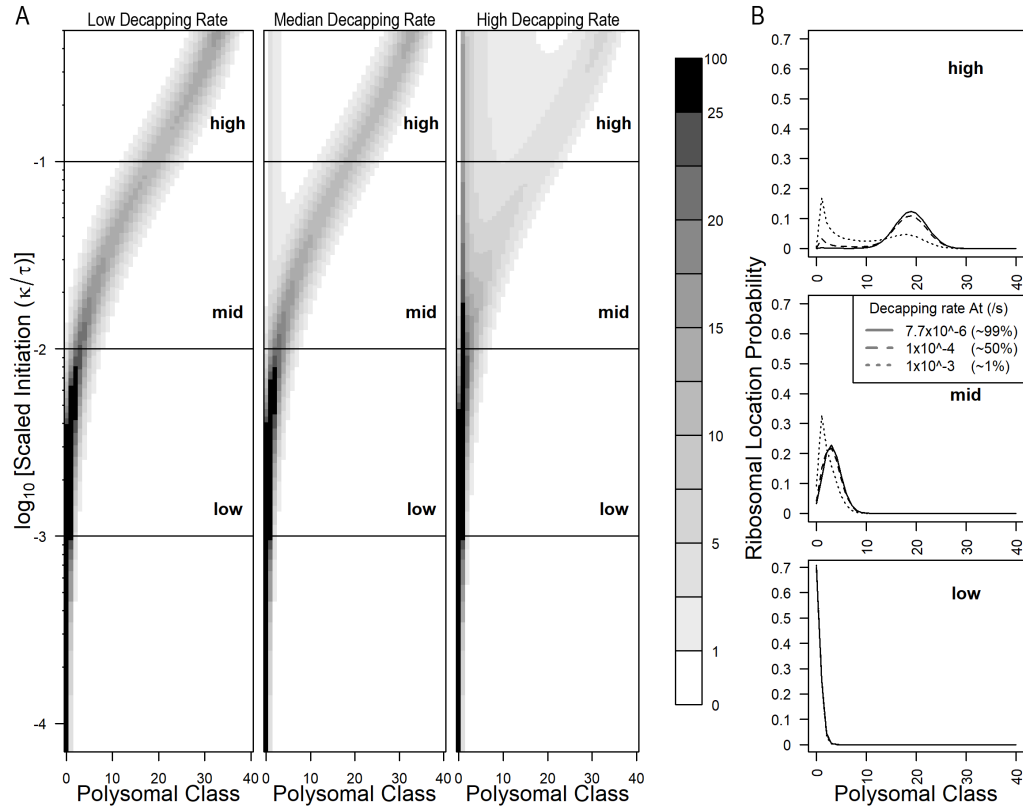 A
Low Decapping Rate
Median Decapping Rate
High Decapping Rate
B
log10 [Scaled Initiation (κ/τ)]
-1
-2
-3
-4
high
mid
low
high
mid
low
high
mid
low
0 10 20 30 40
0 10 20 30 40
0 10 20 30 40
Polysomal Class
Polysomal Class
Polysomal Class
100
25
20
15
10
5
1
0
Ribosomal Location Probability
0.7
0.6
0.5
0.4
0.3
0.2
0.1
0
high
0 10 20 30 40
0.7
0.6
0.5
0.4
0.3
0.2
0.1
0
Decapping rate At (/s)
7.7x10^-6 (~99%)
1x10^-4 (~50%)
1x10^-3 (~1%)
mid
0 10 20 30 40
0.7
0.6
0.5
0.4
0.3
0.2
0.1
0
low
0 10 20 30 40
Polysomal Class